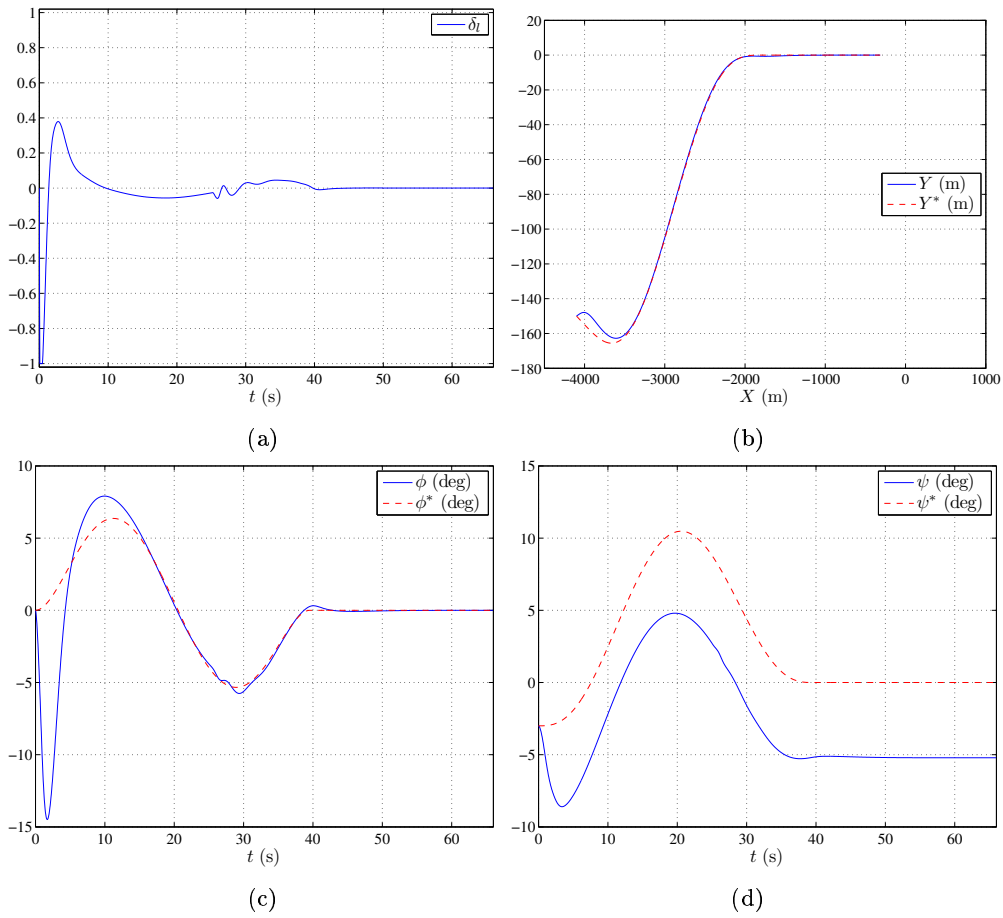 1
0.8
0.6
0.4
0.2
0
−0.2
−0.4
−0.6
−0.8
−1
0 10 20 30 40 50 60
t (s)
δl
(a)
20
0
−20
−40
−60
−80
−100
−120
−140
−160
−180
−4000 −3000 −2000 −1000 0 1000
X (m)
Y (m)
Y* (m)
(b)
10
5
0
−5
−10
−15
0 10 20 30 40 50 60
t (s)
ϕ (deg)
ϕ* (deg)
(c)
15
10
5
0
−5
−10
0 10 20 30 40 50 60
t (s)
ψ (deg)
ψ* (deg)
(d)